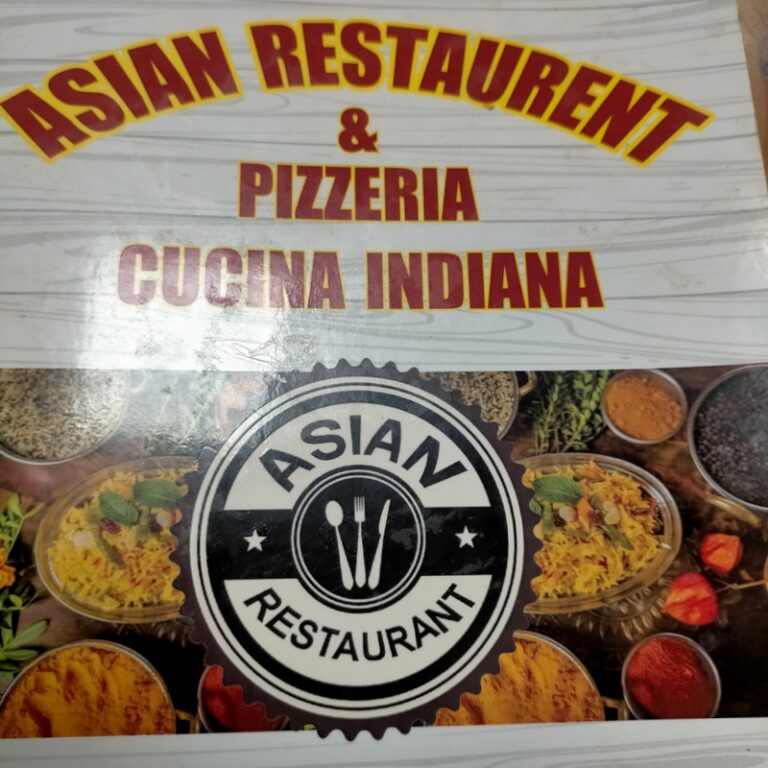 ASIAN RESTAURENT
&
PIZZERIA
CUCINA INDIANA
ASIAN
RESTAURANT